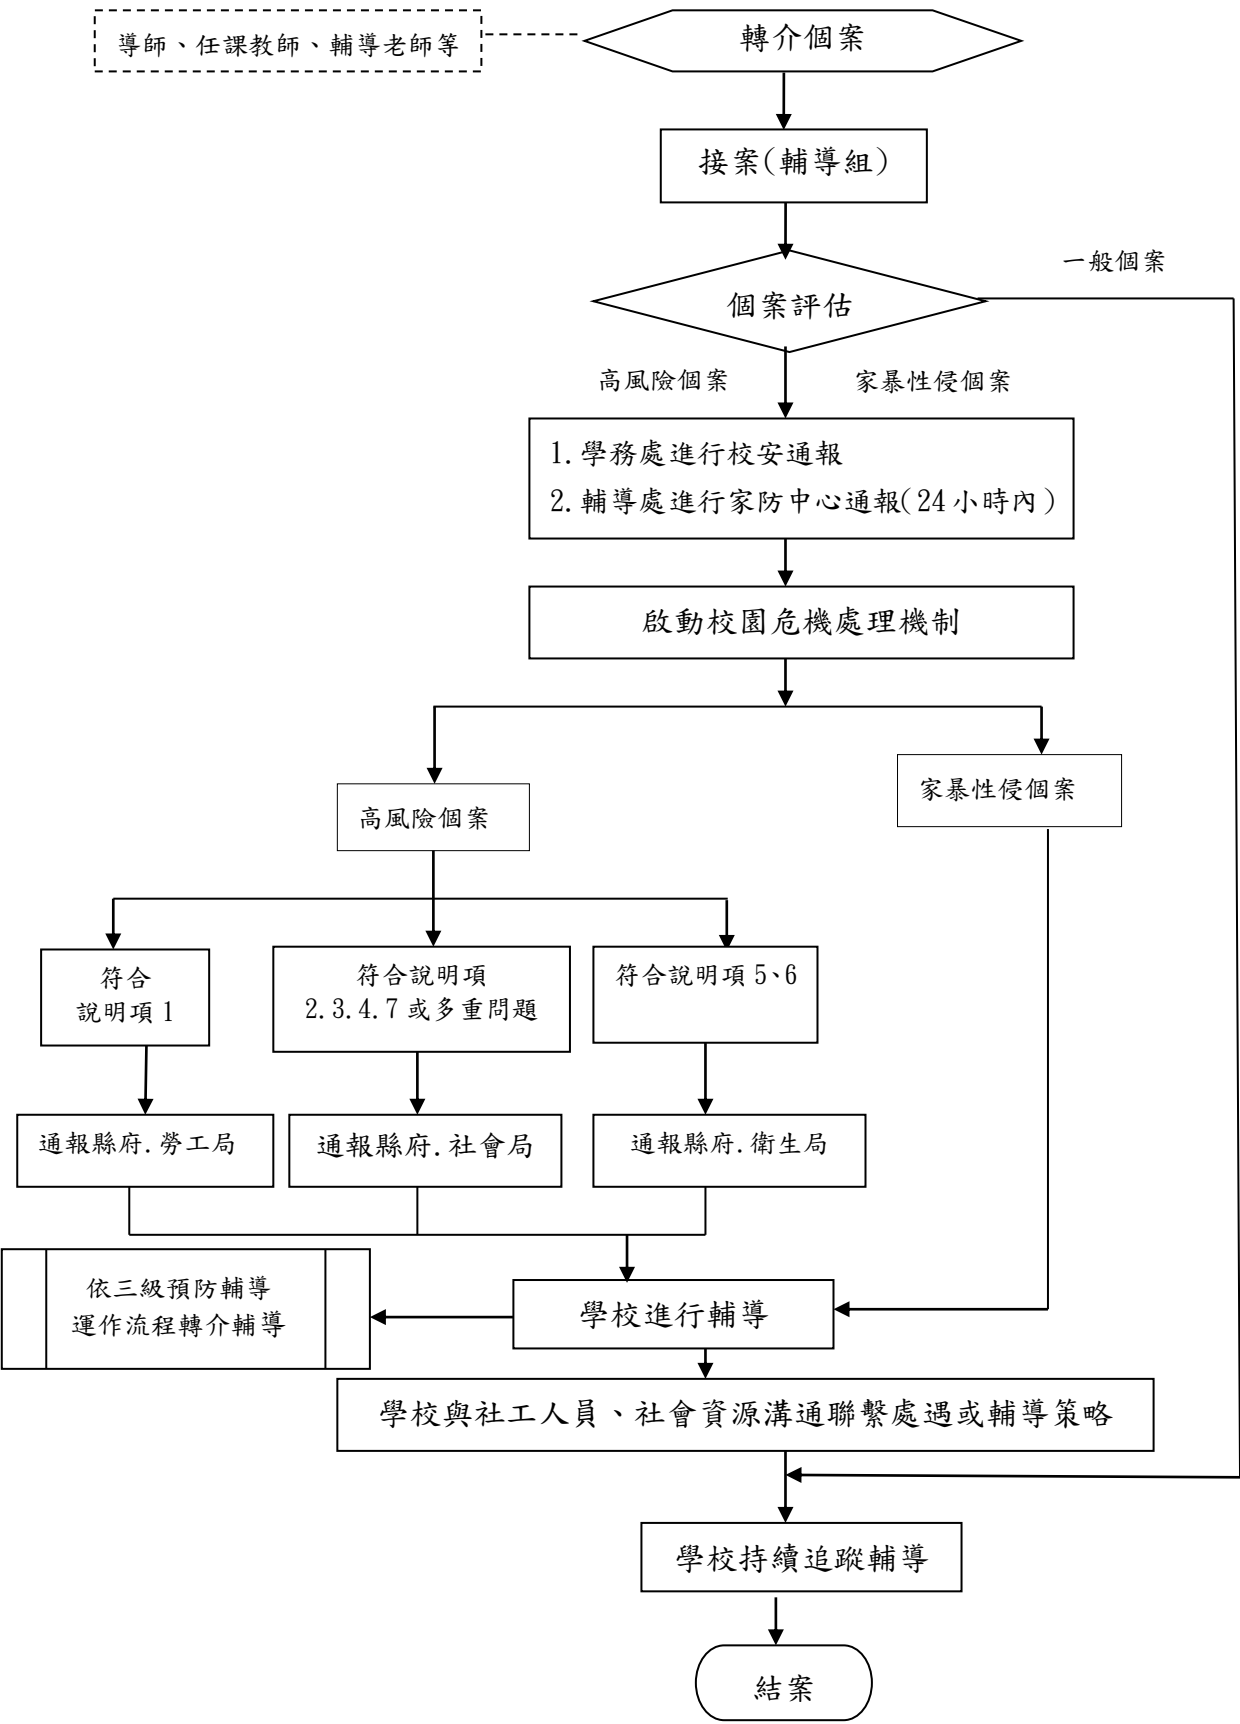 導師、任課教師、輔導老師等
轉介個案
接案(輔導組)
個案評估
一般個案
高風險個案
家暴性侵個案
1.學務處進行校安通報
2.輔導處進行家防中心通報(24小時內)
啟動校園危機處理機制
高風險個案
家暴性侵個案
符合
說明項1
符合說明項
2.3.4.7或多重問題
符合說明項5、6
通報縣府.勞工局
通報縣府.社會局
通報縣府.衛生局
依三級預防輔導
運作流程轉介輔導
學校進行輔導
學校與社工人員、社會資源溝通聯繫處遇或輔導策略
學校持續追蹤輔導
結案